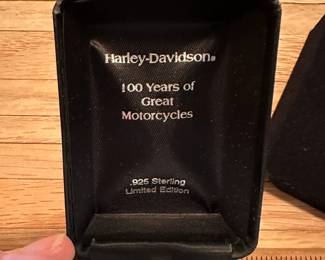 Harley-Davidson®
100 Years of
Great
Motorcycles
.925 Sterling
Limited Edition